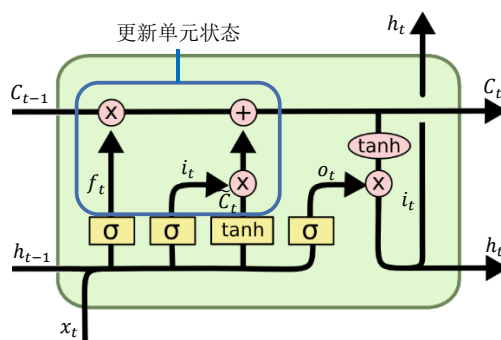 更新单元状态
h_t
C_{t-1}
C_t
x
+
tanh
f_t
i_t
x
C̃_t
o_t
x
i_t
σ
σ
tanh
σ
h_{t-1}
h_t
x_t